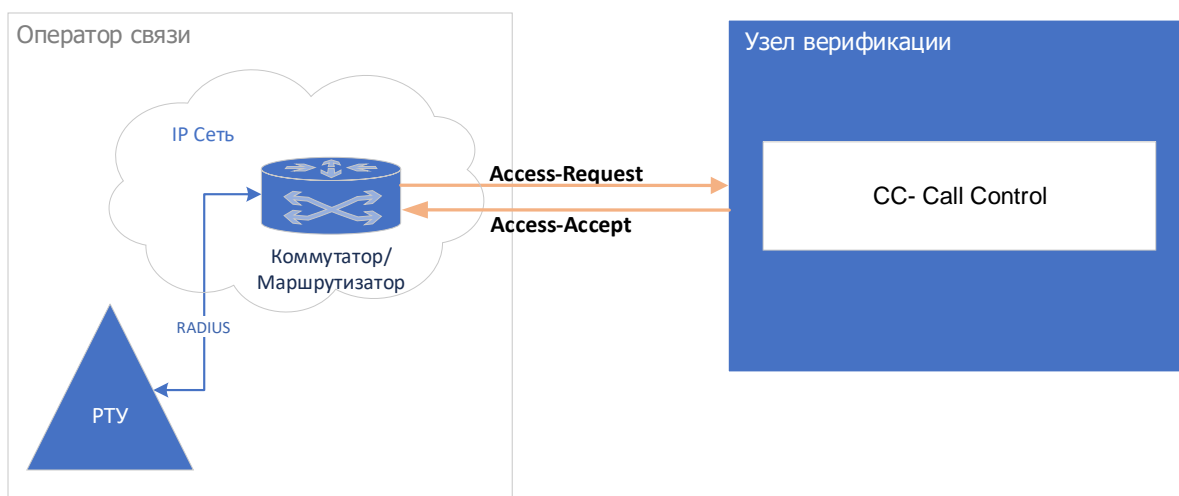 Оператор связи
Узел верификации
IP Сеть
Access-Request
CC- Call Control
Access-Accept
Коммутатор/
Маршрутизатор
RADIUS
РТУ